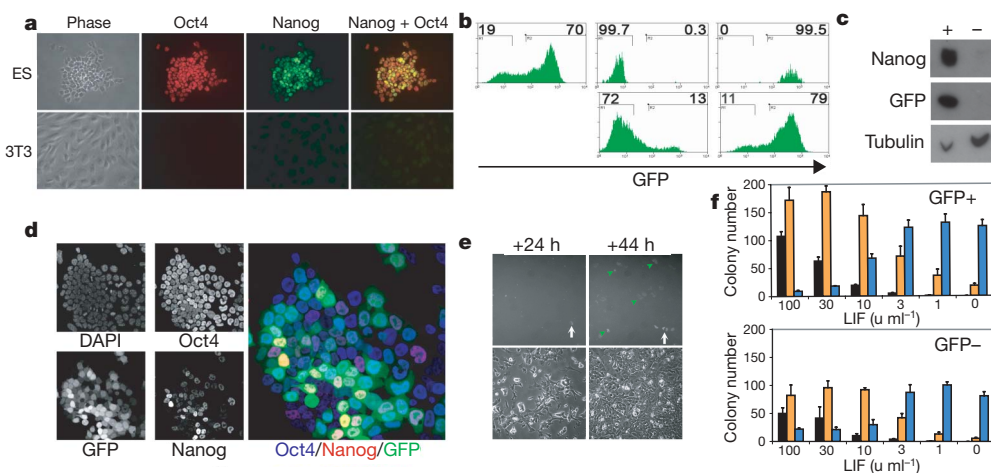 a
Phase Oct4 Nanog Nanog + Oct4
ES
3T3
b
19 70
99.7 0.3
0 99.5
72 13
11 79
GFP
c
+ −
Nanog
GFP
Tubulin
d
DAPI Oct4
GFP Nanog
Oct4/Nanog/GFP
e
+24 h +44 h
f
GFP+
Colony number
200
150
100
50
0
100 30 10 3 1 0
LIF (u ml−1)
GFP−
Colony number
200
150
100
50
0
100 30 10 3 1 0
LIF (u ml−1)